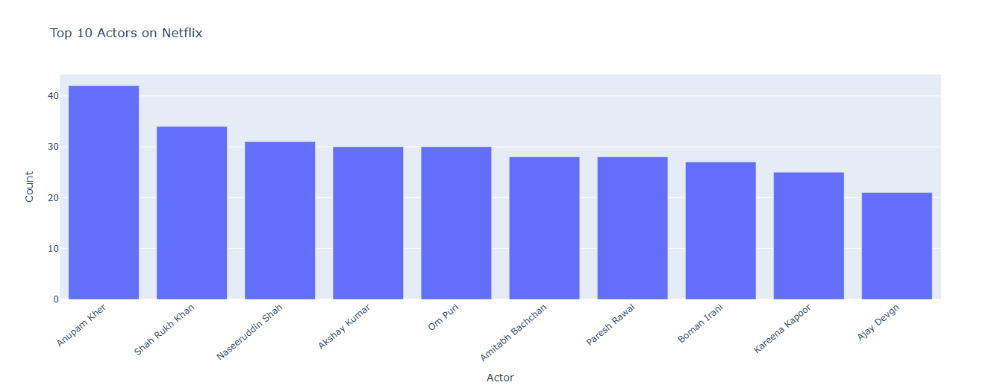 Top 10 Actors on Netflix
Count
40
30
20
10
0
Anupam Kher
Shah Rukh Khan
Naseeruddin Shah
Akshay Kumar
Om Puri
Amitabh Bachchan
Paresh Rawal
Boman Irani
Kareena Kapoor
Ajay Devgn
Actor